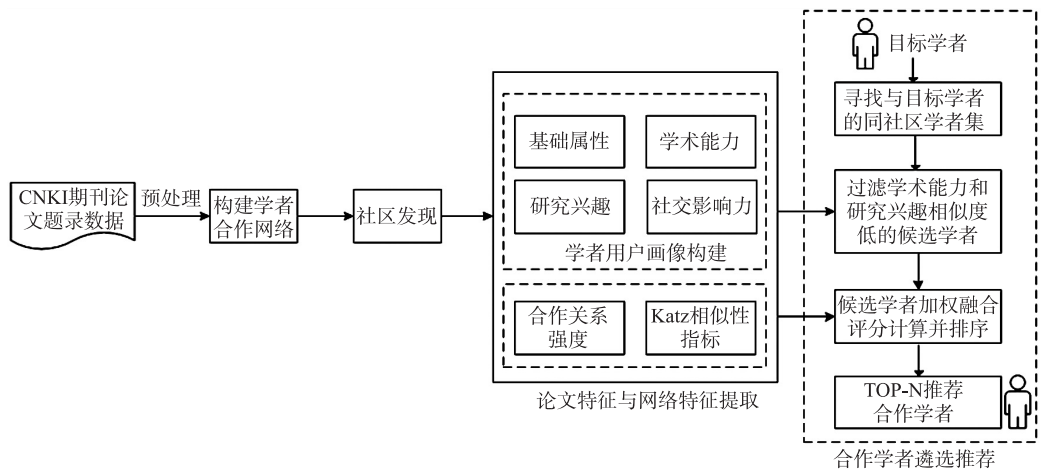 CNKI期刊论
文题录数据
预处理
构建学者
合作网络
社区发现
基础属性
学术能力
研究兴趣
社交影响力
学者用户画像构建
合作关系
强度
Katz相似性
指标
论文特征与网络特征提取
目标学者
寻找与目标学者
的同社区学者集
过滤学术能力和
研究兴趣相似度
低的候选学者
候选学者加权融合
评分计算并排序
TOP-N推荐
合作学者
合作学者遴选推荐